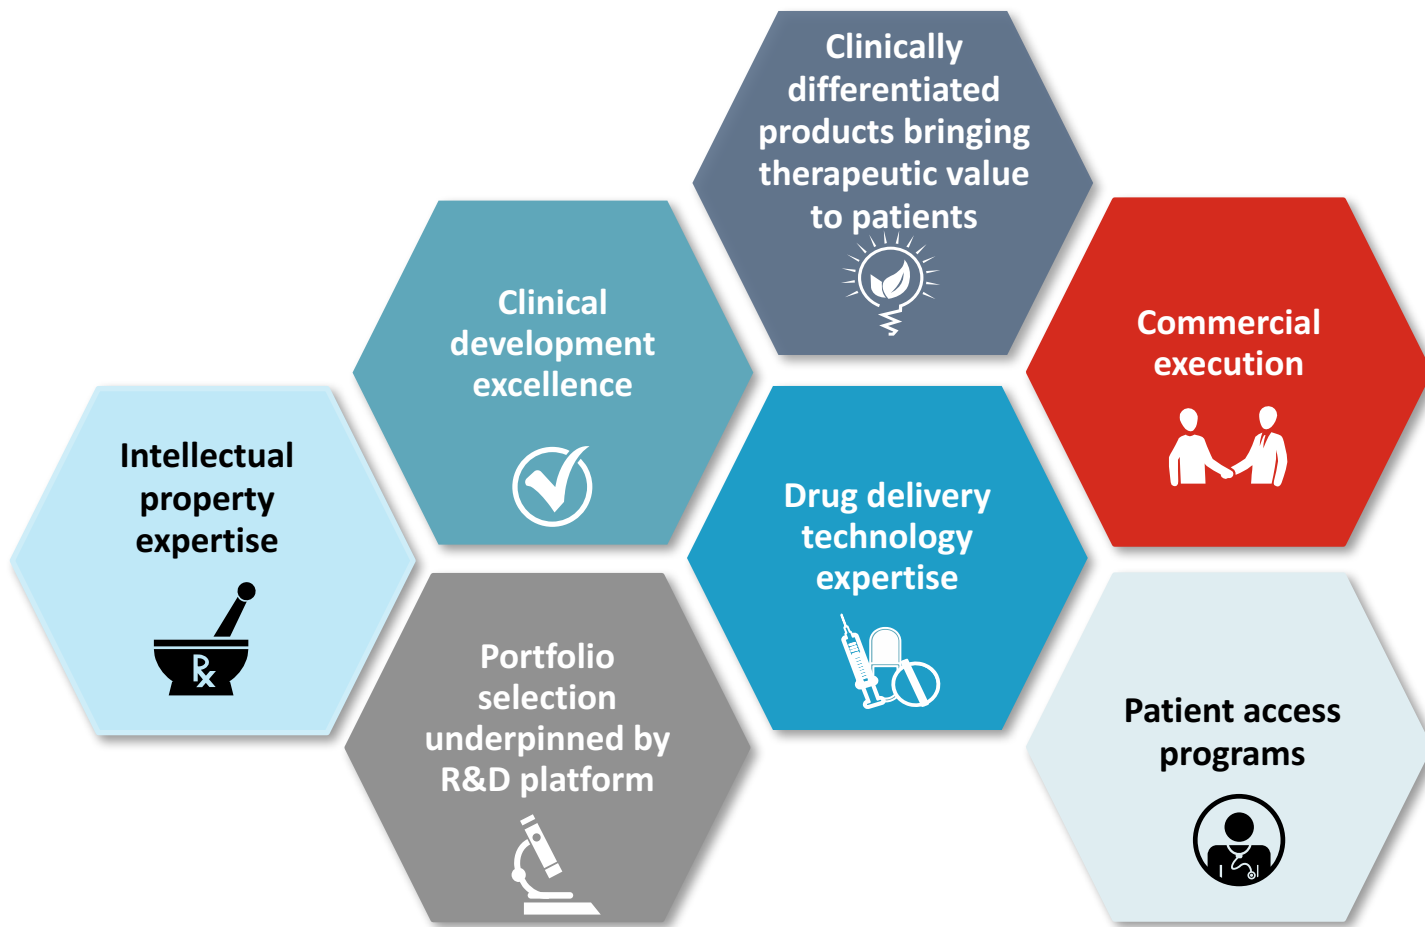 Clinically
differentiated
products bringing
therapeutic value
to patients
Clinical
development
excellence
Commercial
execution
Intellectual
property
expertise
Rx
Drug delivery
technology
expertise
Portfolio
selection
underpinned by
R&D platform
Patient access
programs